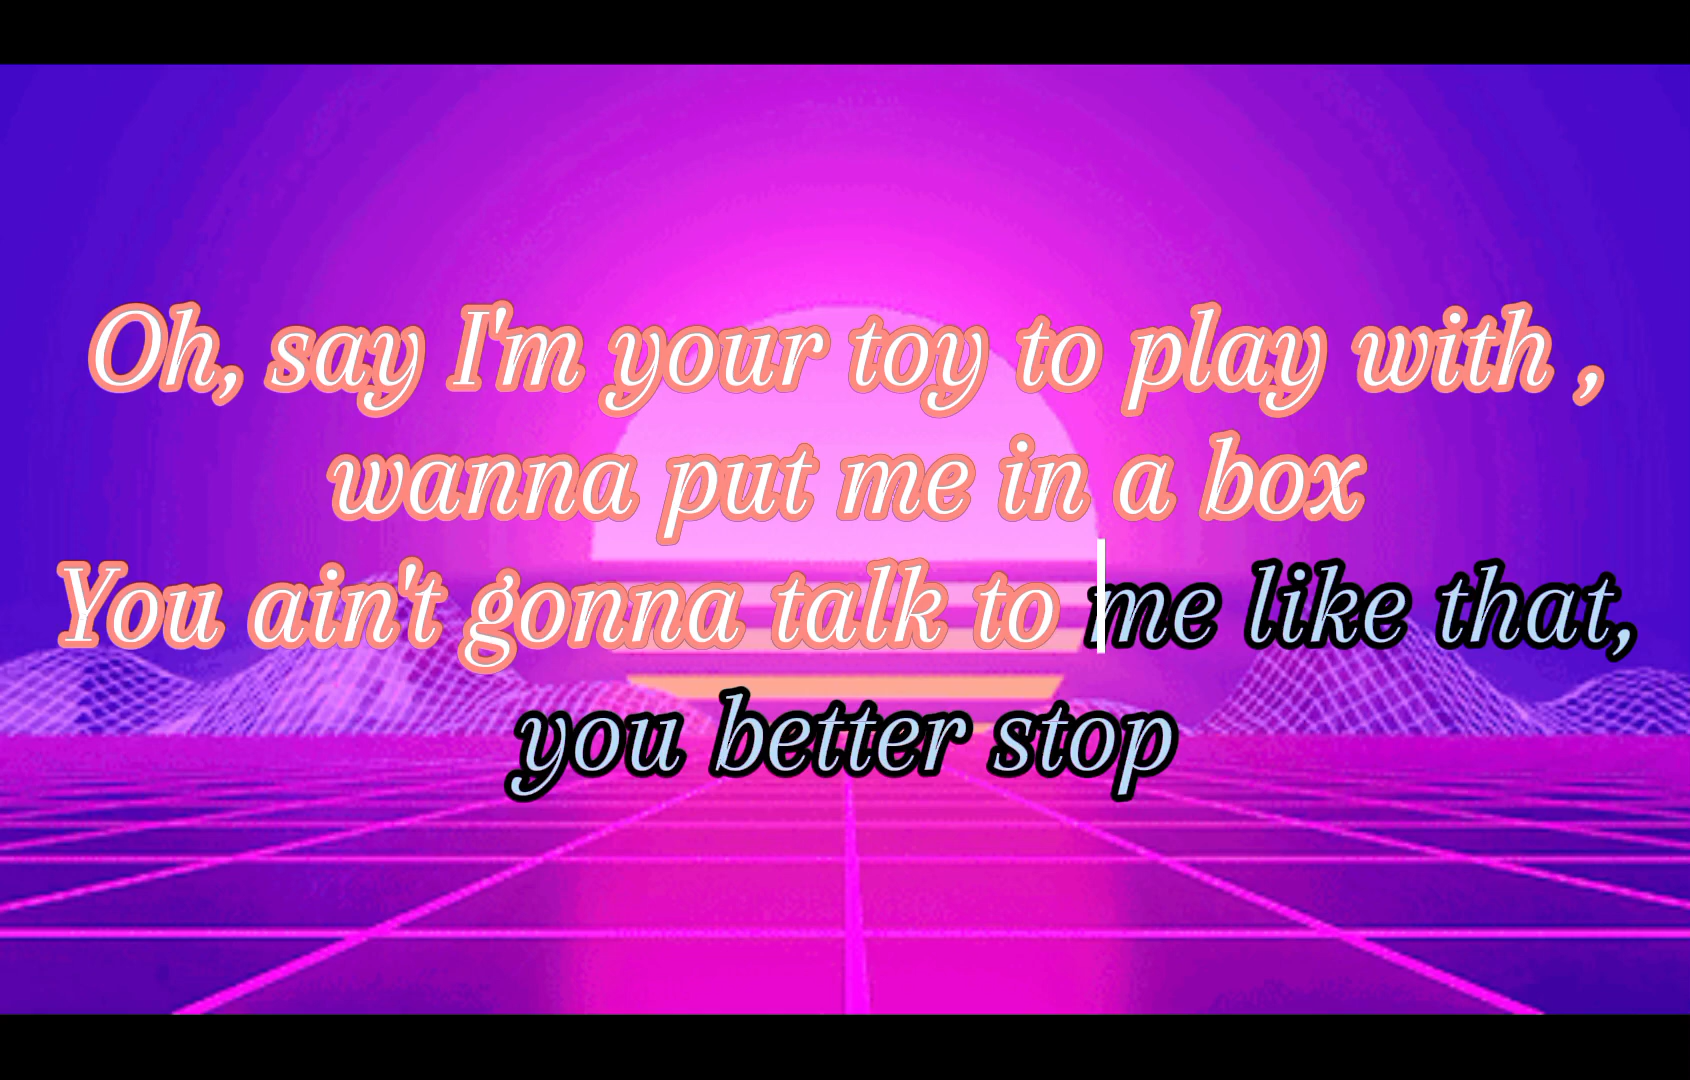 Oh, say I'm your toy to play with ,
wanna put me in a box
You ain't gonna talk to me like that,
you better stop